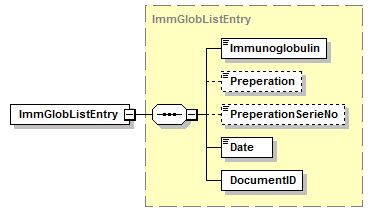 ImmGlobListEntry
Immunoglobulin
Preperation
ImmGlobListEntry
PreperationSerieNo
Date
DocumentID